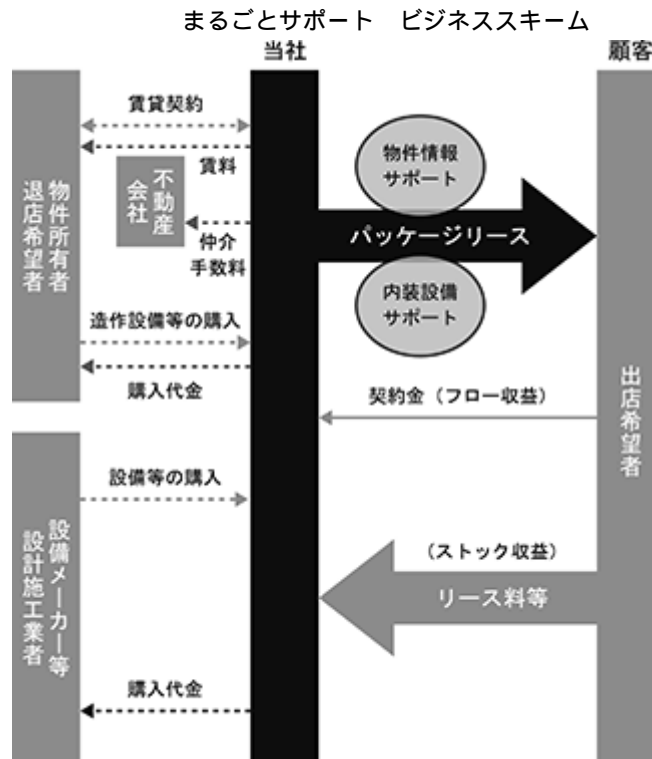 まるごとサポート　ビジネススキーム
当社
顧客
賃貸契約
賃料
不動産
会社
仲介
手数料
物件所有者
退店希望者
造作設備等の購入
購入代金
物件情報
サポート
パッケージリース
内装設備
サポート
契約金（フロー収益）
出店希望者
設備等の購入
設備メーカー等
設計施工業者
（ストック収益）
リース料等
購入代金